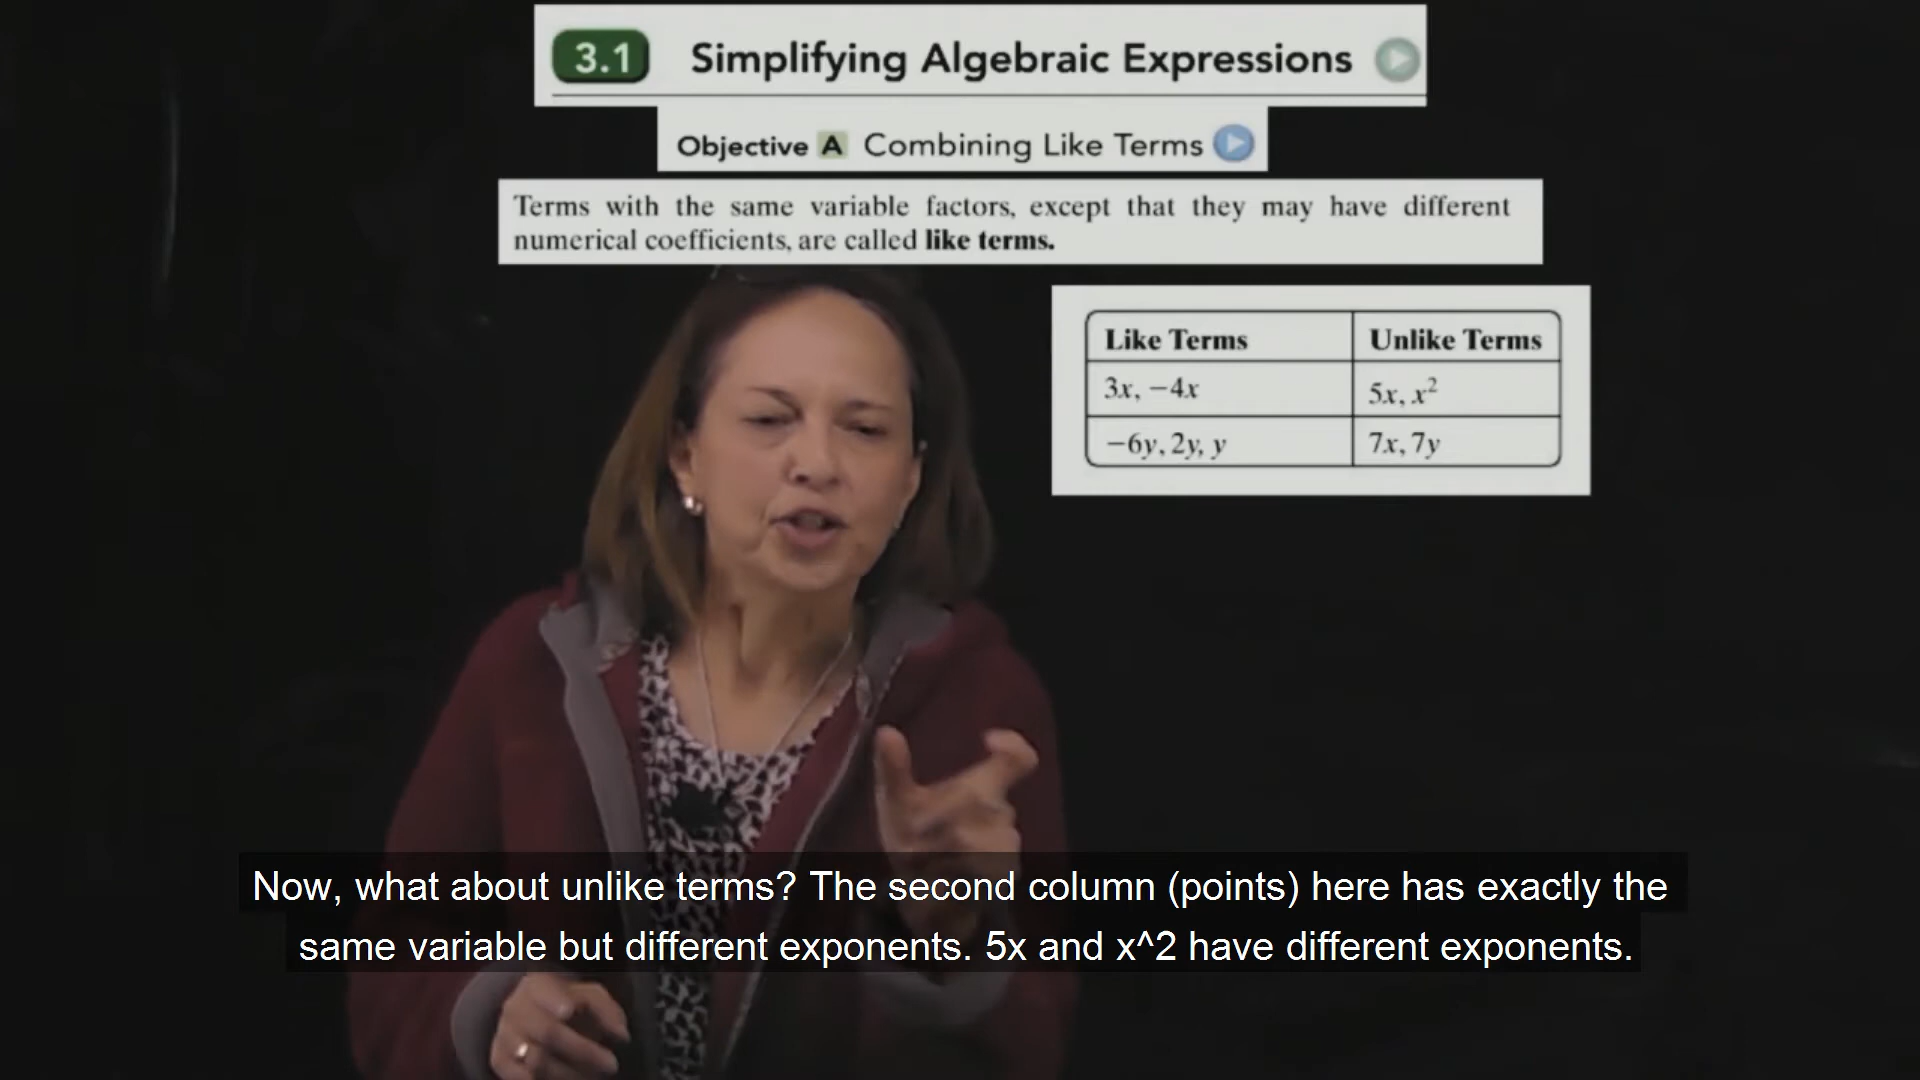 3.1 Simplifying Algebraic Expressions
Objective A Combining Like Terms
Terms with the same variable factors, except that they may have different
numerical coefficients, are called like terms.
Like Terms Unlike Terms
3x, −4x 5x, x²
−6y, 2y, y 7x, 7y
Now, what about unlike terms? The second column (points) here has exactly the
same variable but different exponents. 5x and x^2 have different exponents.